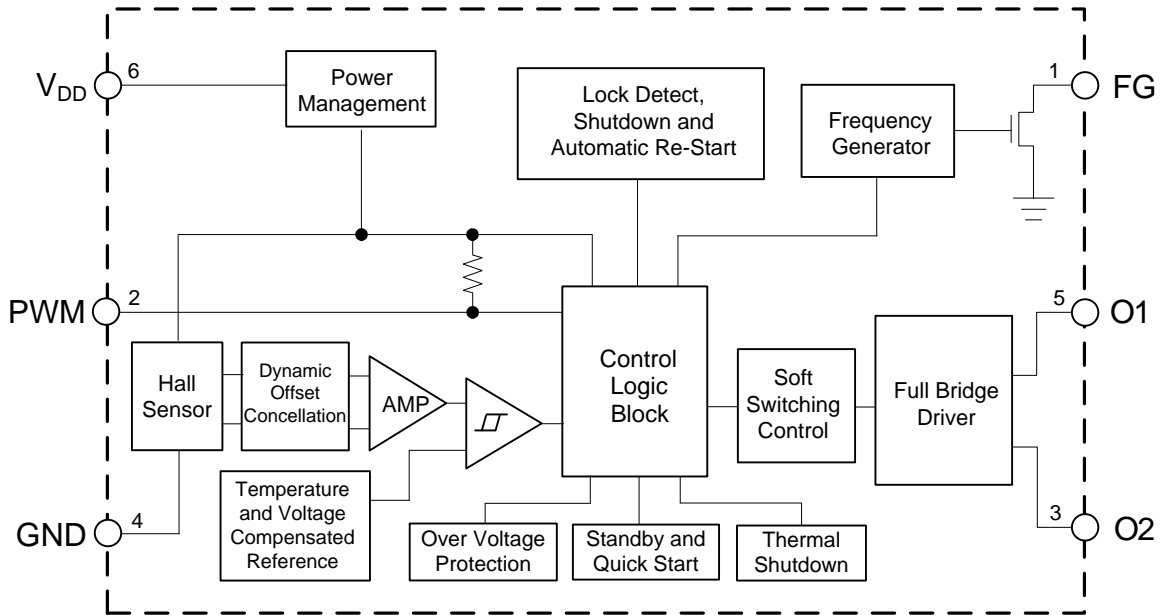 V_DD
6
Power
Management
Lock Detect,
Shutdown and
Automatic Re-Start
Frequency
Generator
1
FG
PWM
2
Hall
Sensor
Dynamic
Offset
Concellation
AMP
Control
Logic
Block
Soft
Switching
Control
Full Bridge
Driver
5
O1
GND
4
Temperature
and Voltage
Compensated
Reference
Over Voltage
Protection
Standby and
Quick Start
Thermal
Shutdown
3
O2